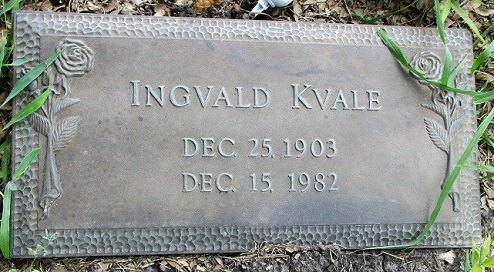 INGVALD KVALE
DEC. 25, 1903
DEC. 15, 1982